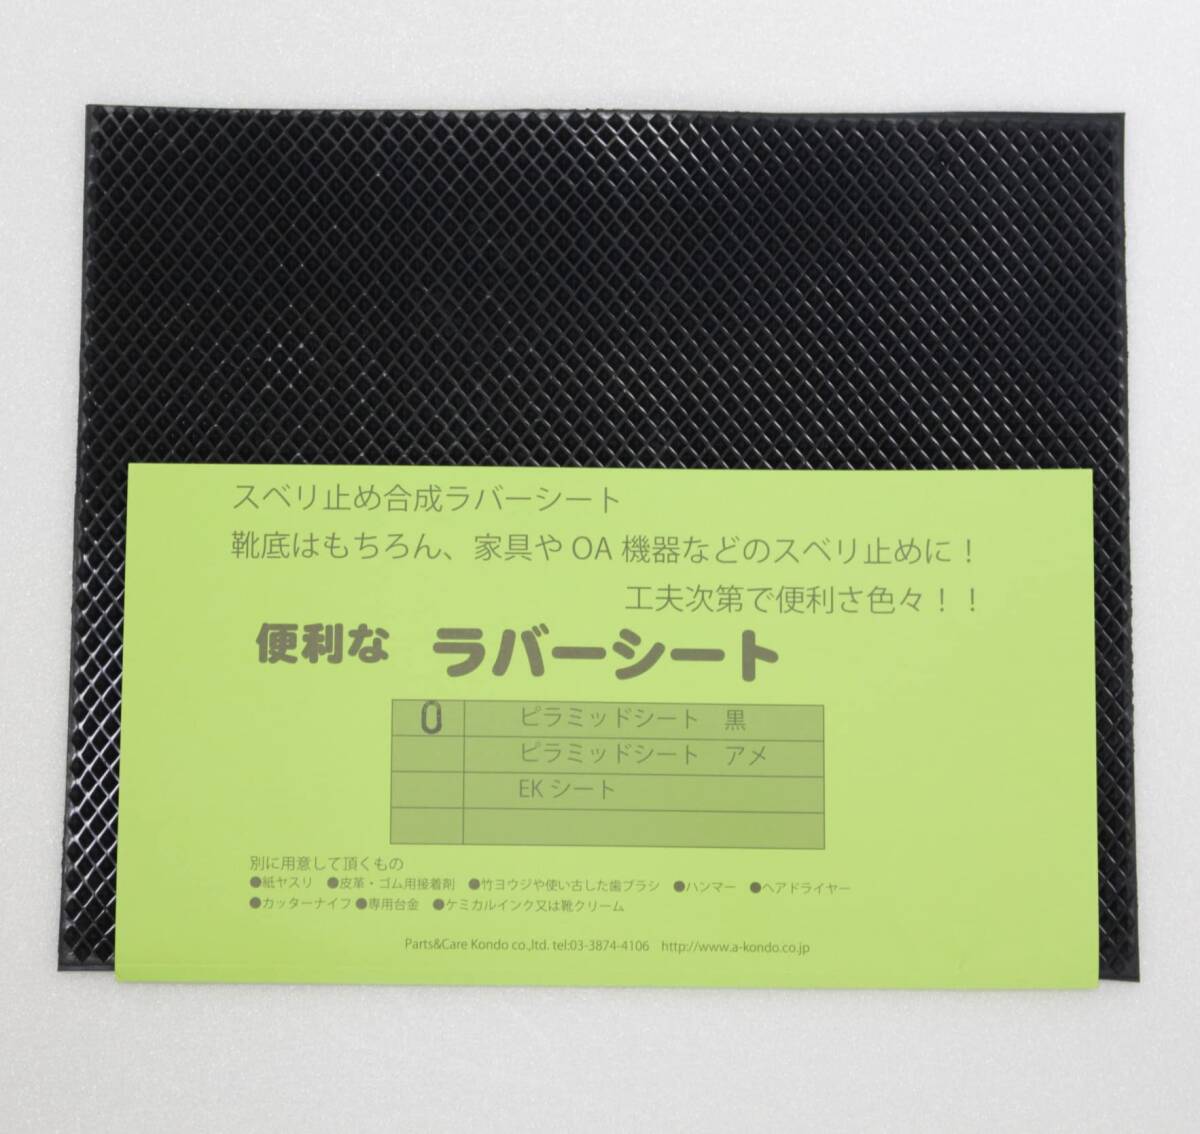 スベリ止め合成ラバーシート
靴底はもちろん、家具やOA機器などのスベリ止めに！
工夫次第で便利さ色々！！
便利な ラバーシート
0 ピラミッドシート 黒
ピラミッドシート アメ
EKシート
別に用意して頂くもの
●紙ヤスリ ●皮革・ゴム用接着剤 ●竹ヨウジや使い古した歯ブラシ ●ハンマー ●ヘアドライヤー
●カッターナイフ ●専用台金 ●ケミカルインク又は靴クリーム
Parts&Care Kondo co.,ltd. tel:03-3874-4106 http://www.a-kondo.co.jp